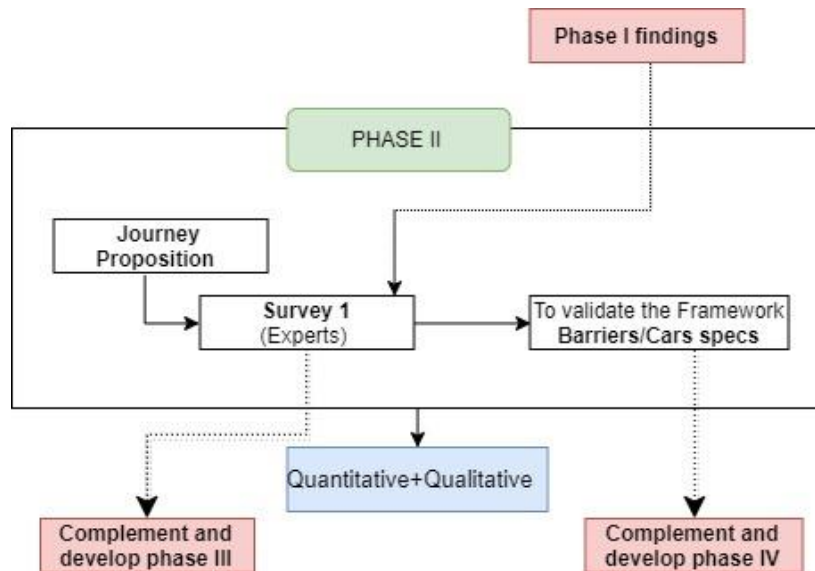 Phase I findings
PHASE II
Journey
Proposition
Survey 1
(Experts)
To validate the Framework
Barriers/Cars specs
Quantitative+Qualitative
Complement and
develop phase III
Complement and
develop phase IV